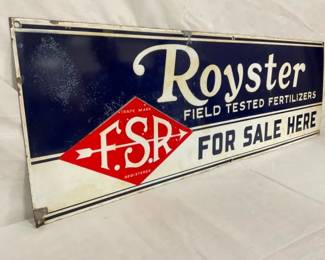 Royster
FIELD TESTED FERTILIZERS
TRADE MARK
F.S.R.
REGISTERED
FOR SALE HERE